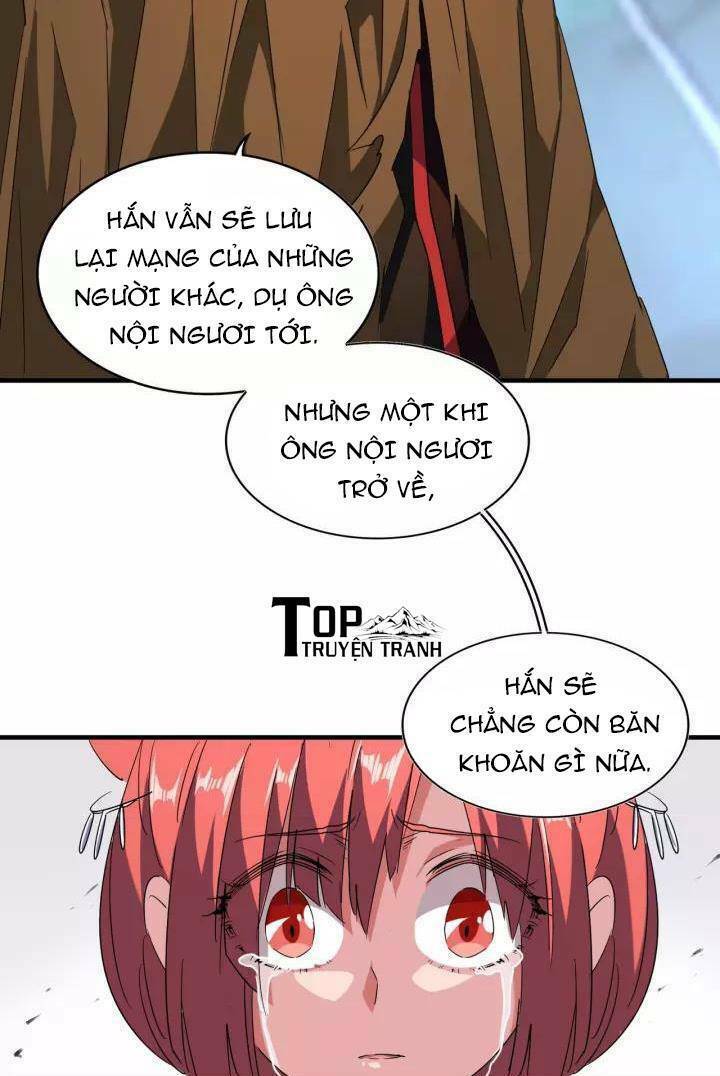 HẮN VẪN SẼ LƯU
LẠI MẠNG CỦA NHỮNG
NGƯỜI KHÁC, DỤ ÔNG
NỘI NGƯƠI TỚI.
NHƯNG MỘT KHI
ÔNG NỘI NGƯƠI
TRỞ VỀ,
TOP
TRUYỆN TRANH
HẮN SẼ
CHẲNG CÒN BĂN
KHOĂN GÌ NỮA.